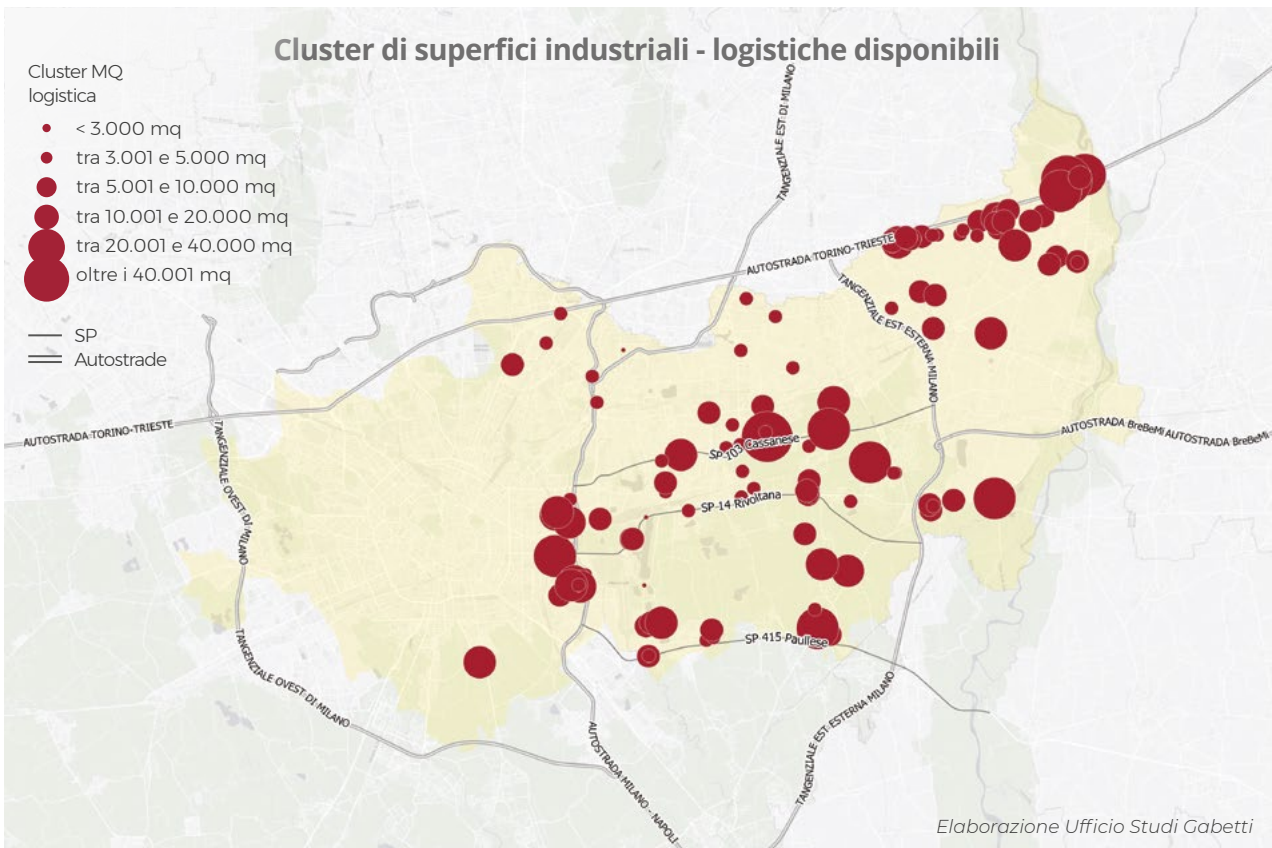 Cluster di superfici industriali - logistiche disponibili
Cluster MQ
logistica
< 3.000 mq
tra 3.001 e 5.000 mq
tra 5.001 e 10.000 mq
tra 10.001 e 20.000 mq
tra 20.001 e 40.000 mq
oltre i 40.001 mq
SP
Autostrade
TANGENZIALE EST DI MILANO
AUTOSTRADA TORINO-TRIESTE
TANGENZIALE EST ESTERNA MILANO
AUTOSTRADA TORINO-TRIESTE
TANGENZIALE OVEST DI MILANO
AUTOSTRADA BreBeMi AUTOSTRADA BreBeMi
SP 103 Cassanese
SP 14 Rivoltana
SP 415 Paullese
TANGENZIALE OVEST DI MILANO
AUTOSTRADA MILANO - NAPOLI
TANGENZIALE EST ESTERNA MILANO
Elaborazione Ufficio Studi Gabetti